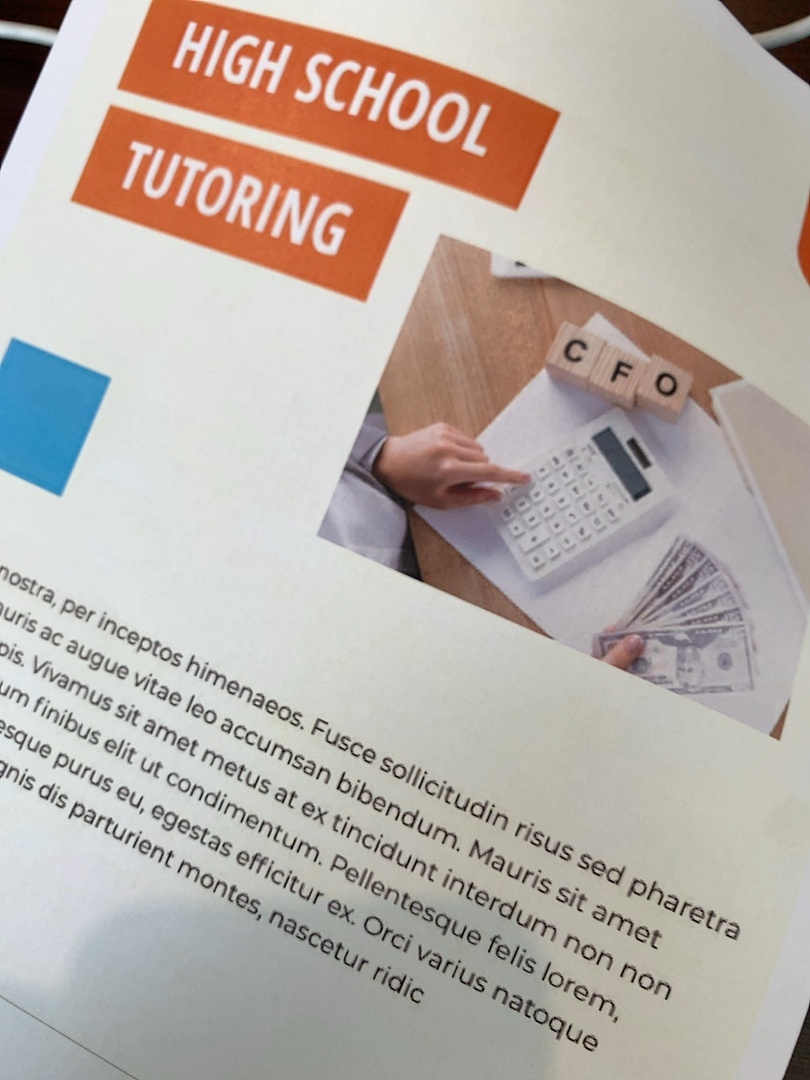 HIGH SCHOOL
TUTORING
C F O
nostra, per inceptos himenaeos. Fusce sollicitudin risus sed pharetra
auris ac augue vitae leo accumsan bibendum. Mauris sit amet
pis. Vivamus sit amet metus at ex tincidunt interdum non non
um finibus elit ut condimentum. Pellentesque felis lorem,
esque purus eu, egestas efficitur ex. Orci varius natoque
gnis dis parturient montes, nascetur ridic